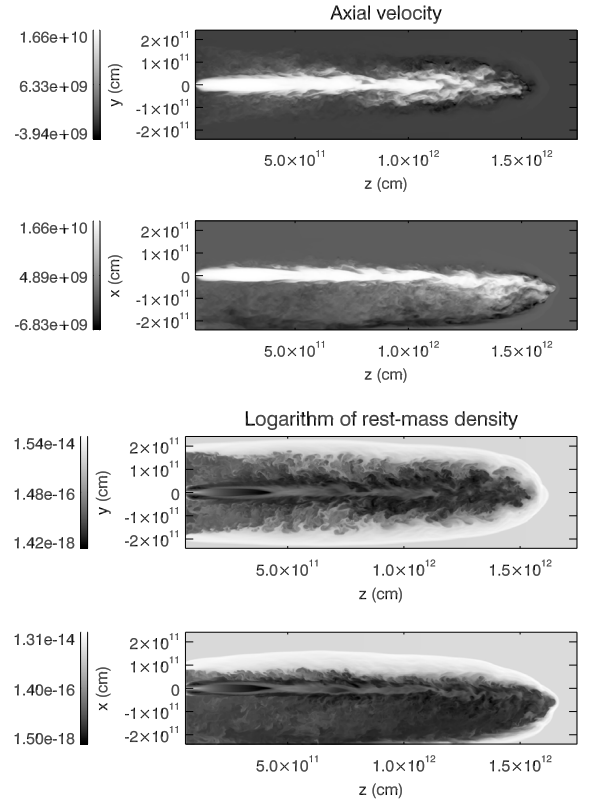 Axial velocity
1.66e+10
6.33e+09
-3.94e+09
y (cm)
2×10¹¹
1×10¹¹
0
-1×10¹¹
-2×10¹¹
5.0×10¹¹ 1.0×10¹² 1.5×10¹²
z (cm)
1.66e+10
4.89e+09
-6.83e+09
x (cm)
2×10¹¹
1×10¹¹
0
-1×10¹¹
-2×10¹¹
5.0×10¹¹ 1.0×10¹² 1.5×10¹²
z (cm)
Logarithm of rest-mass density
1.54e-14
1.48e-16
1.42e-18
y (cm)
2×10¹¹
1×10¹¹
0
-1×10¹¹
-2×10¹¹
5.0×10¹¹ 1.0×10¹² 1.5×10¹²
z (cm)
1.31e-14
1.40e-16
1.50e-18
x (cm)
2×10¹¹
1×10¹¹
0
-1×10¹¹
-2×10¹¹
5.0×10¹¹ 1.0×10¹² 1.5×10¹²
z (cm)